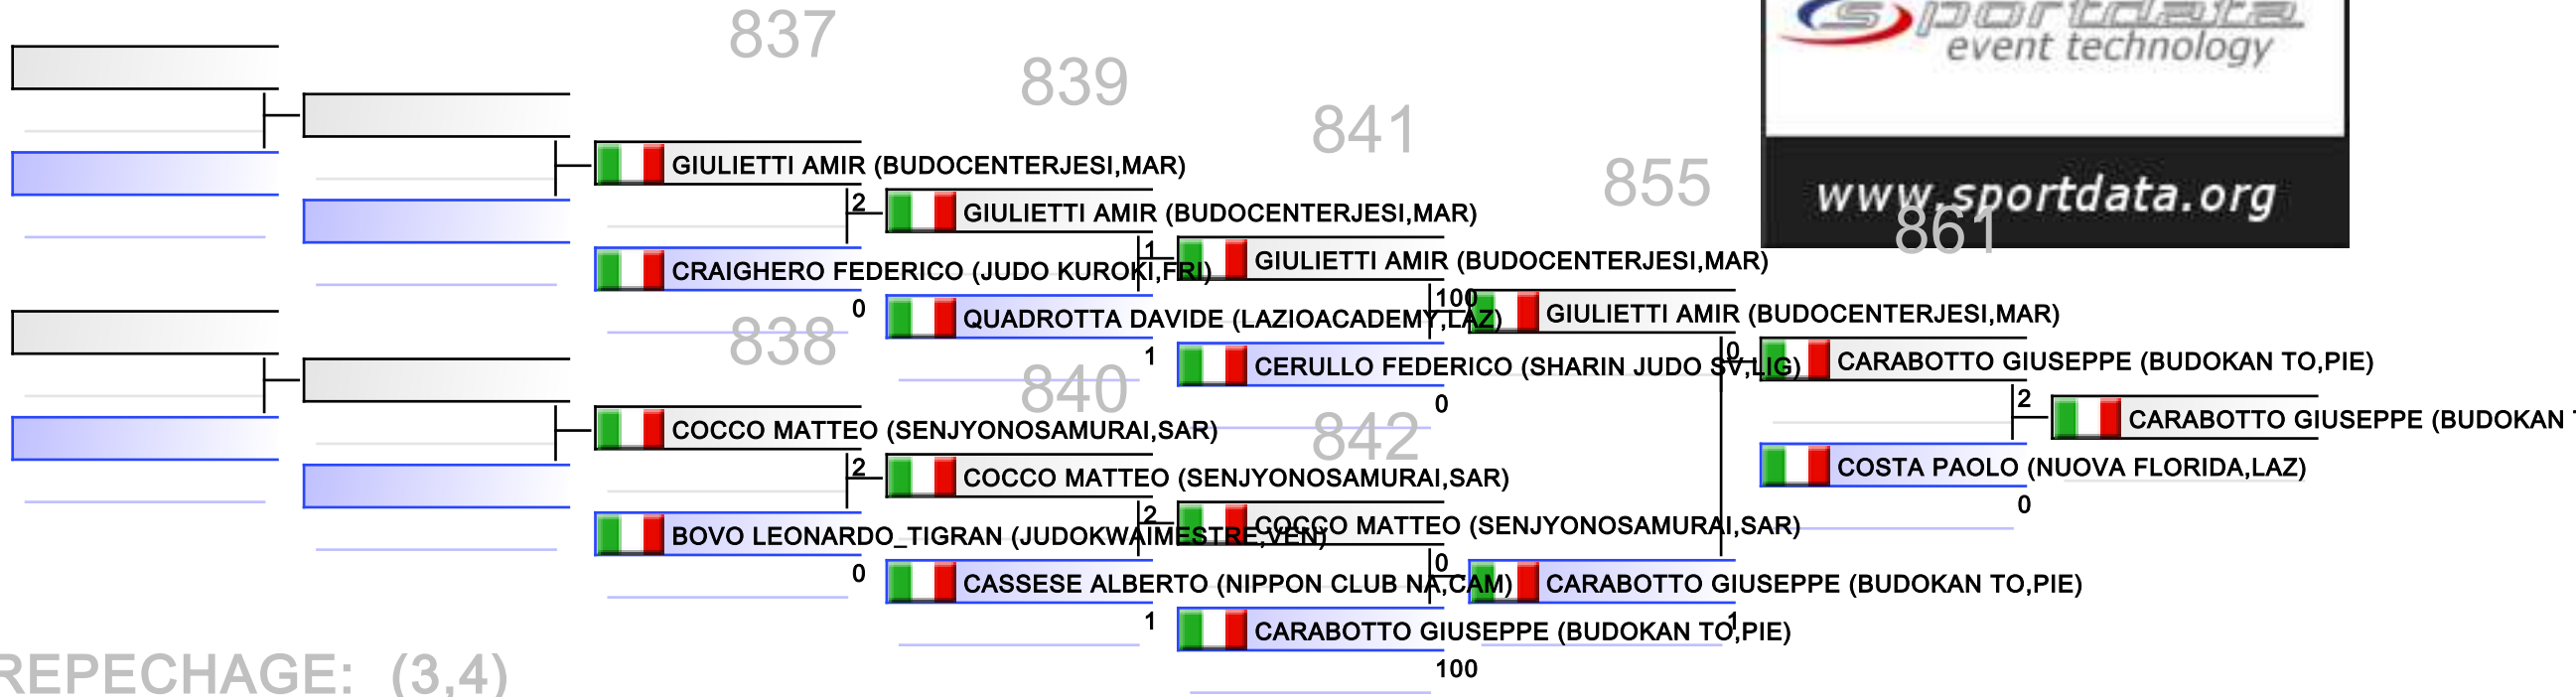 837
sportdata
event technology
839
841
855
www.sportdata.org
861
GIULIETTI AMIR (BUDOCENTERJESI,MAR)
2
GIULIETTI AMIR (BUDOCENTERJESI,MAR)
CRAIGHERO FEDERICO (JUDO KUROKI,FRI)
0
1
GIULIETTI AMIR (BUDOCENTERJESI,MAR)
QUADROTTA DAVIDE (LAZIOACADEMY,LAZ)
1
100
GIULIETTI AMIR (BUDOCENTERJESI,MAR)
CERULLO FEDERICO (SHARIN JUDO SV,LIG)
0
0
CARABOTTO GIUSEPPE (BUDOKAN TO,PIE)
838
840
842
2
CARABOTTO GIUSEPPE (BUDOKAN
COCCO MATTEO (SENJYONOSAMURAI,SAR)
2
COCCO MATTEO (SENJYONOSAMURAI,SAR)
COSTA PAOLO (NUOVA FLORIDA,LAZ)
0
BOVO LEONARDO_TIGRAN (JUDOKWAIMESTRE,VEN)
0
2
COCCO MATTEO (SENJYONOSAMURAI,SAR)
CASSESE ALBERTO (NIPPON CLUB NA,CAM)
1
0
CARABOTTO GIUSEPPE (BUDOKAN TO,PIE)
1
CARABOTTO GIUSEPPE (BUDOKAN TO,PIE)
100
REPECHAGE: (3,4)